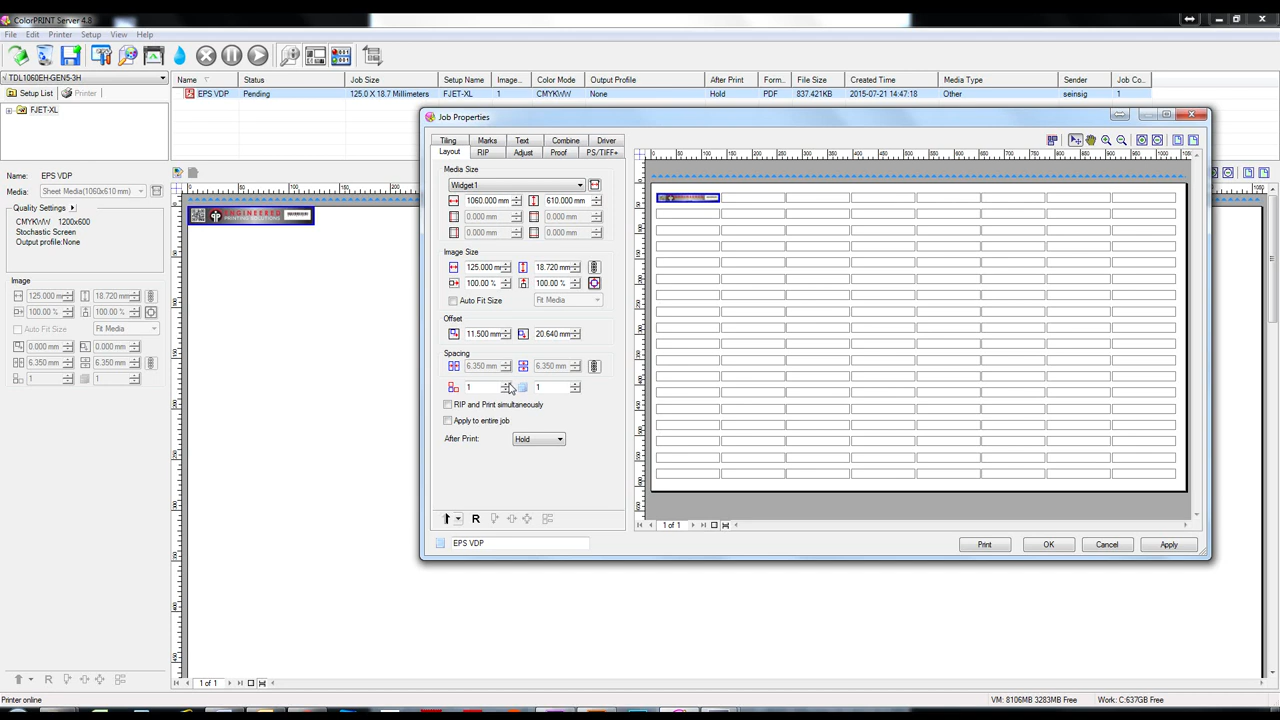 ColorPRINT Server 4.8
File Edit Printer Setup View Help
TDL1060EH-GEN5-3H
Setup List Printer
FJET-XL
Name Status Job Size Setup Name Image... Color Mode Output Profile After Print Form... File Size Created Time Media Type Sender Job Co...
EPS VDP Pending 125.0 X 18.7 Millimeters FJET-XL 1 CMYKWW None Hold PDF 837.421KB 2015-07-21 14:47:18 Other seinsig 1
Name: EPS VDP
Media: Sheet Media(1060x610 mm)
Quality Settings
CMYKWW 1200x600
Stochastic Screen
Output profile:None
Image
125.000 mm 18.720 mm
100.00 % 100.00 %
Auto Fit Size Fit Media
0.000 mm 0.000 mm
6.350 mm 6.350 mm
1 1
R
ENGINEERED
PRINTING SOLUTIONS
1 of 1
Job Properties
Tiling Marks Text Combine Driver
Layout RIP Adjust Proof PS/TIFF+
Media Size
Widget1
1060.000 mm 610.000 mm
0.000 mm 0.000 mm
0.000 mm 0.000 mm
Image Size
125.000 m 18.720 mm
100.00 % 100.00 %
Auto Fit Size Fit Media
Offset
11.500 mm 20.640 mm
Spacing
6.350 mm 6.350 mm
1 1
RIP and Print simultaneously
Apply to entire job
After Print: Hold
R
EPS VDP
1 of 1
Print OK Cancel Apply
Printer online
VM: 8106MB 3283MB Free Work: C:637GB Free